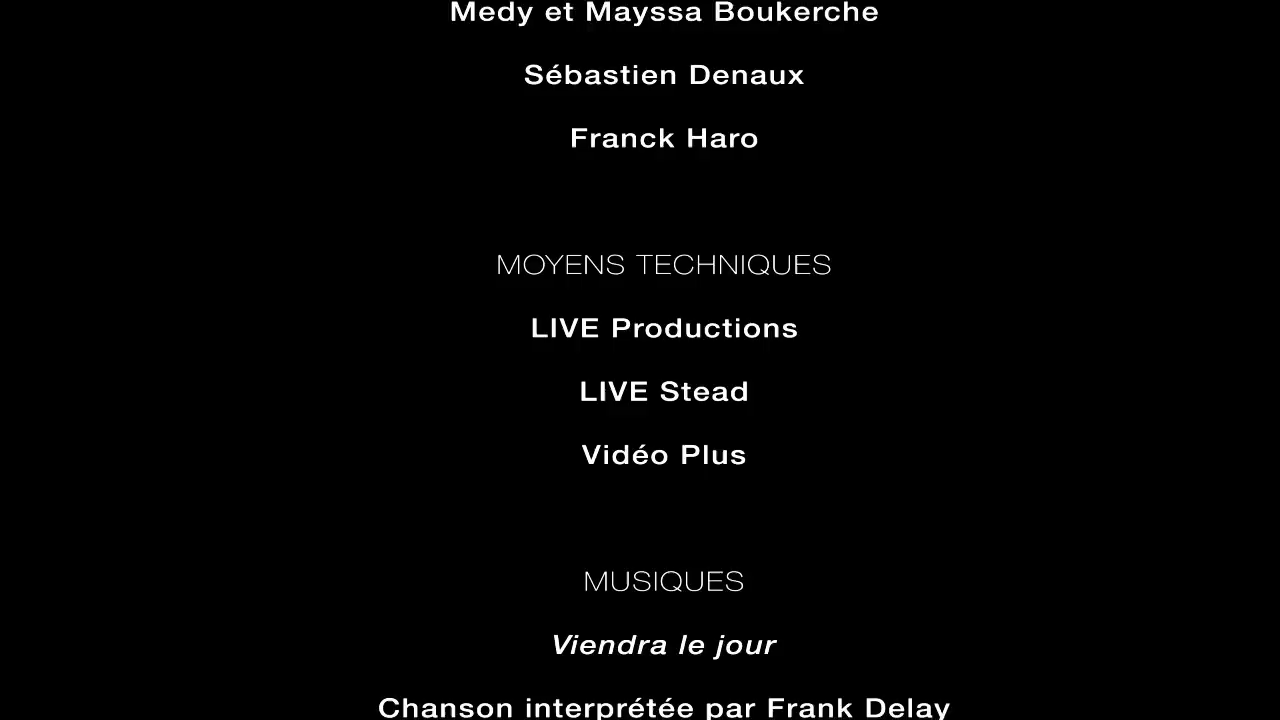 Medy et Mayssa Boukerche
Sébastien Denaux
Franck Haro
MOYENS TECHNIQUES
LIVE Productions
LIVE Stead
Vidéo Plus
MUSIQUES
Viendra le jour
Chanson interprétée par Frank Delay